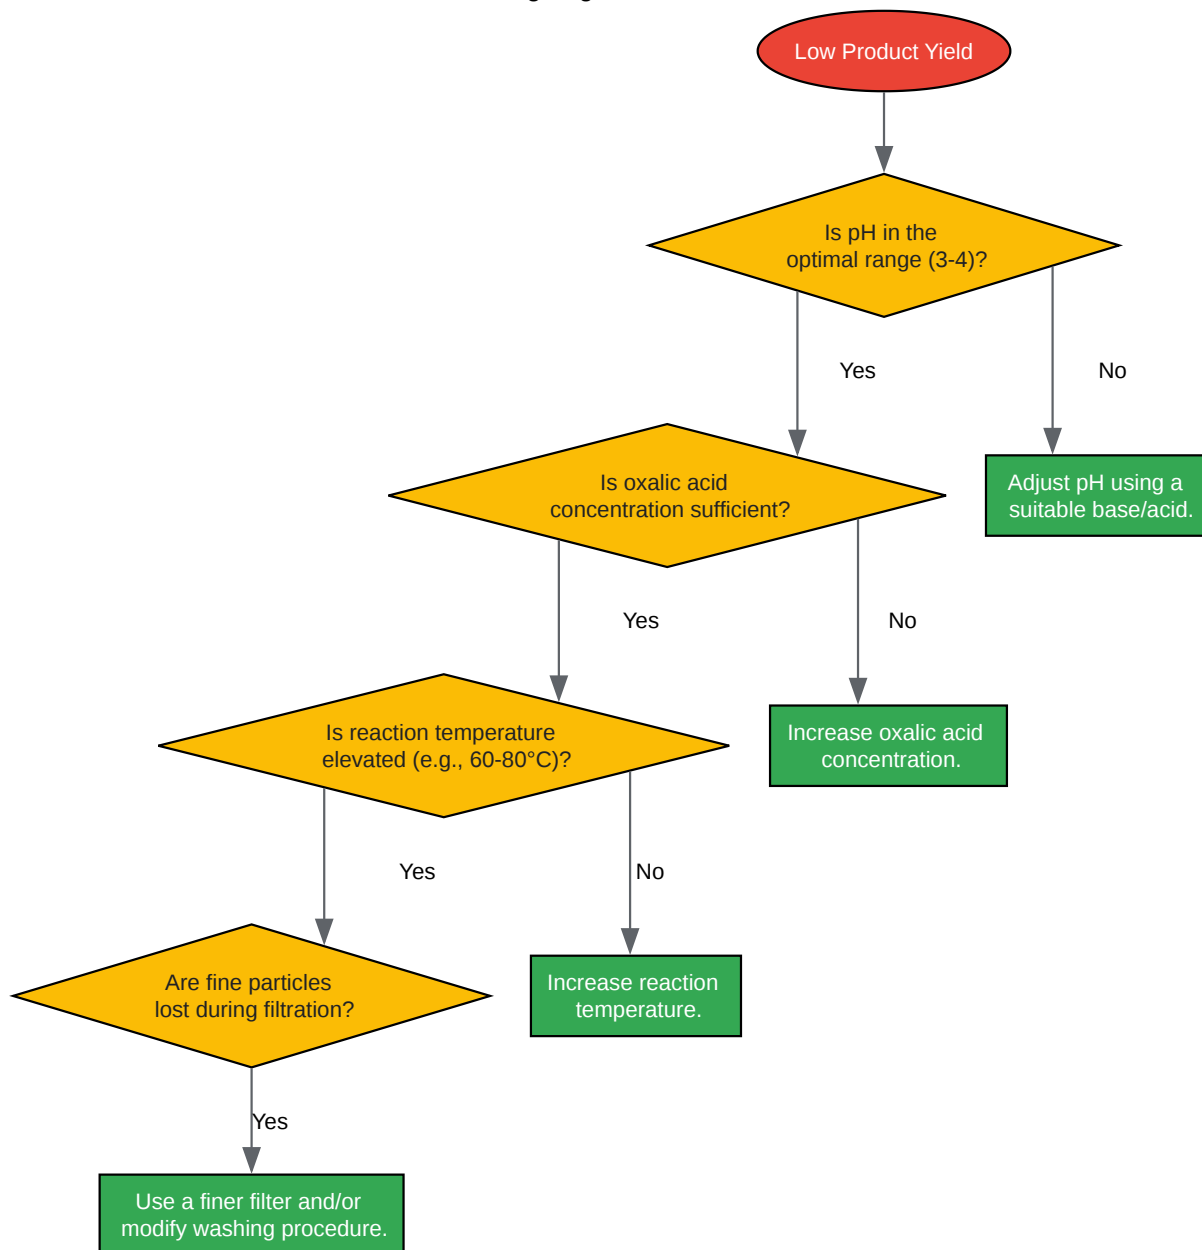 Low Product Yield
Is pH in the
optimal range (3-4)?
Yes
No
Is oxalic acid
concentration sufficient?
Adjust pH using a
suitable base/acid.
Yes
No
Is reaction temperature
elevated (e.g., 60-80°C)?
Increase oxalic acid
concentration.
Yes
No
Are fine particles
lost during filtration?
Increase reaction
temperature.
Yes
Use a finer filter and/or
modify washing procedure.